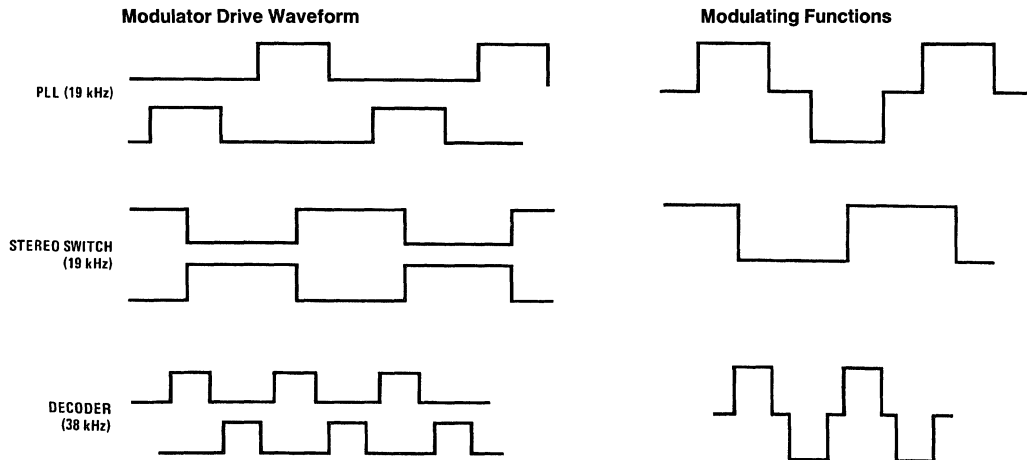 Modulator Drive Waveform
Modulating Functions
PLL (19 kHz)
STEREO SWITCH
(19 kHz)
DECODER
(38 kHz)